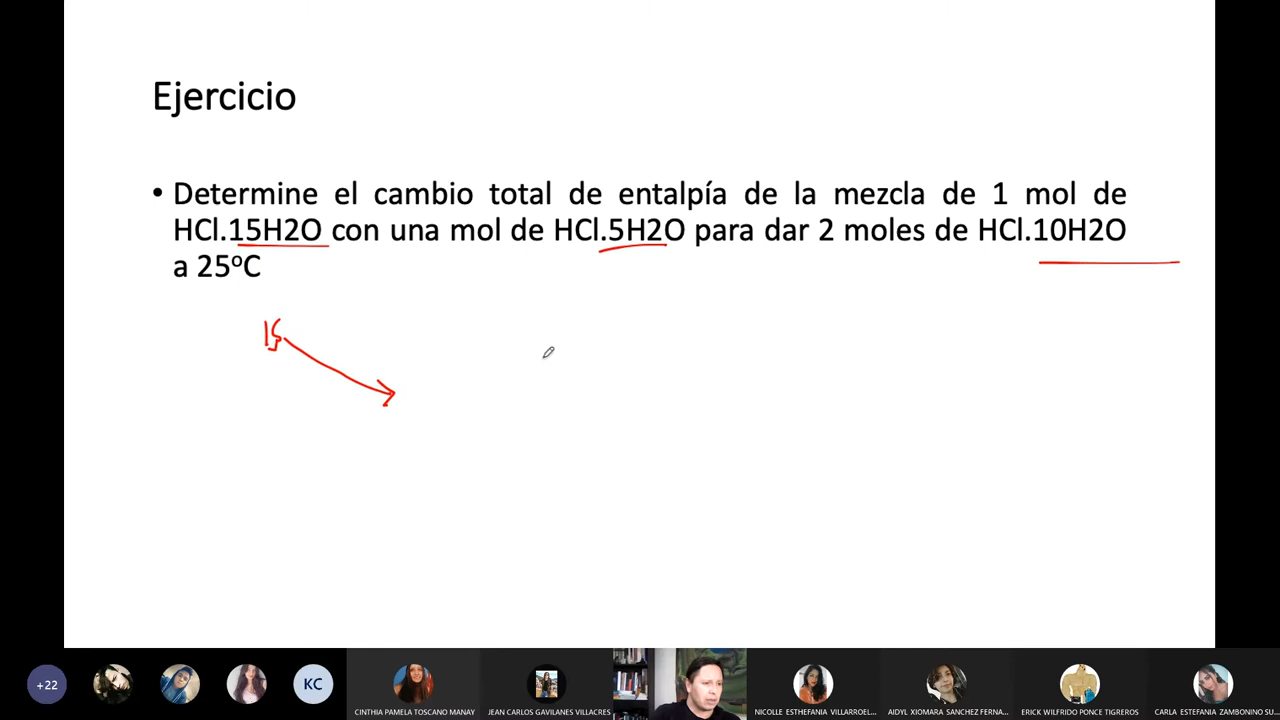 Ejercicio
• Determine el cambio total de entalpía de la mezcla de 1 mol de
HCl.15H2O con una mol de HCl.5H2O para dar 2 moles de HCl.10H2O
a 25ºC
15
+22
KC
CINTHIA PAMELA TOSCANO MANAY
JEAN CARLOS GAVILANES VILLACRES
NICOLLE ESTHEFANIA VILLARROEL...
AIDYL XIOMARA SANCHEZ FERNA...
ERICK WILFRIDO PONCE TIGREROS
CARLA ESTEFANIA ZAMBONINO SU...